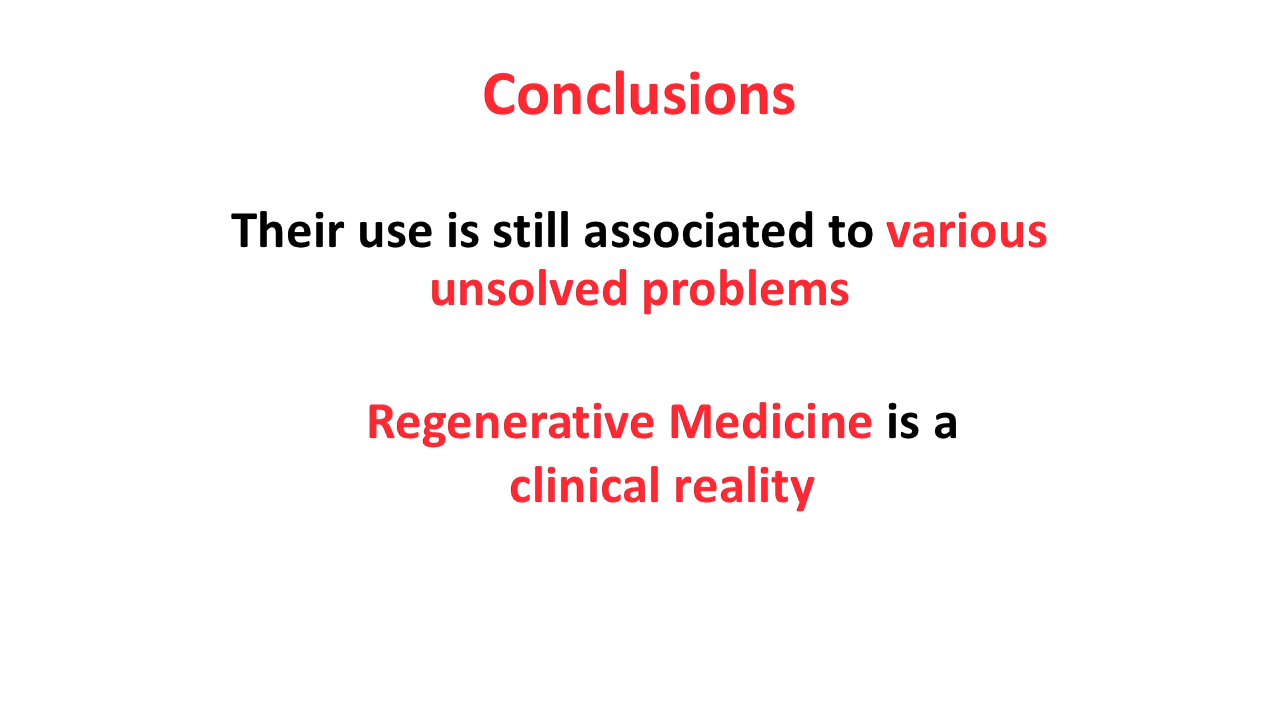 Conclusions
Their use is still associated to various
unsolved problems
Regenerative Medicine is a
clinical reality